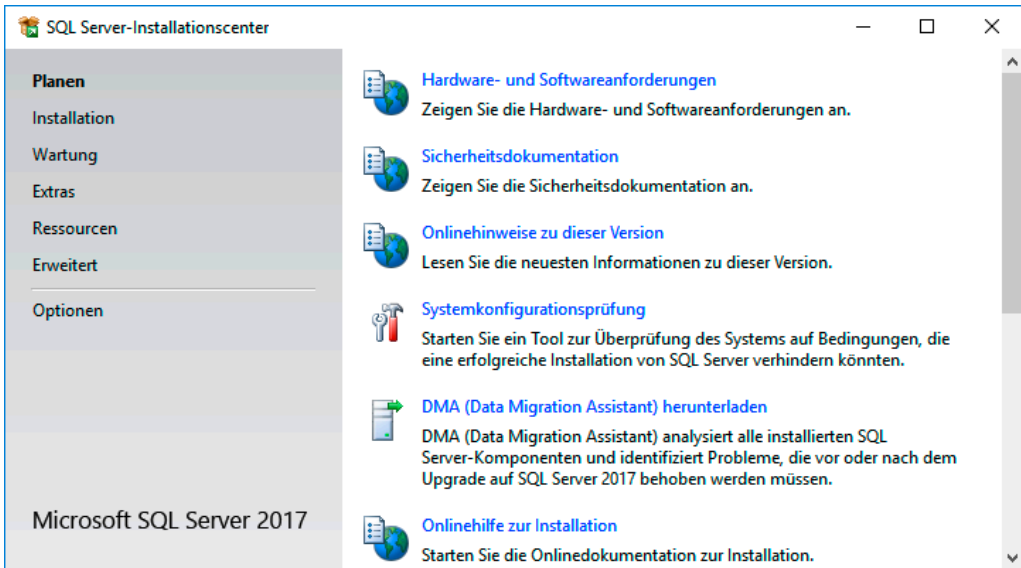 SQL Server-Installationscenter
Planen
Installation
Wartung
Extras
Ressourcen
Erweitert
Optionen
Microsoft SQL Server 2017
Hardware- und Softwareanforderungen
Zeigen Sie die Hardware- und Softwareanforderungen an.
Sicherheitsdokumentation
Zeigen Sie die Sicherheitsdokumentation an.
Onlinehinweise zu dieser Version
Lesen Sie die neuesten Informationen zu dieser Version.
Systemkonfigurationsprüfung
Starten Sie ein Tool zur Überprüfung des Systems auf Bedingungen, die
eine erfolgreiche Installation von SQL Server verhindern könnten.
DMA (Data Migration Assistant) herunterladen
DMA (Data Migration Assistant) analysiert alle installierten SQL
Server-Komponenten und identifiziert Probleme, die vor oder nach dem
Upgrade auf SQL Server 2017 behoben werden müssen.
Onlinehilfe zur Installation
Starten Sie die Onlinedokumentation zur Installation.